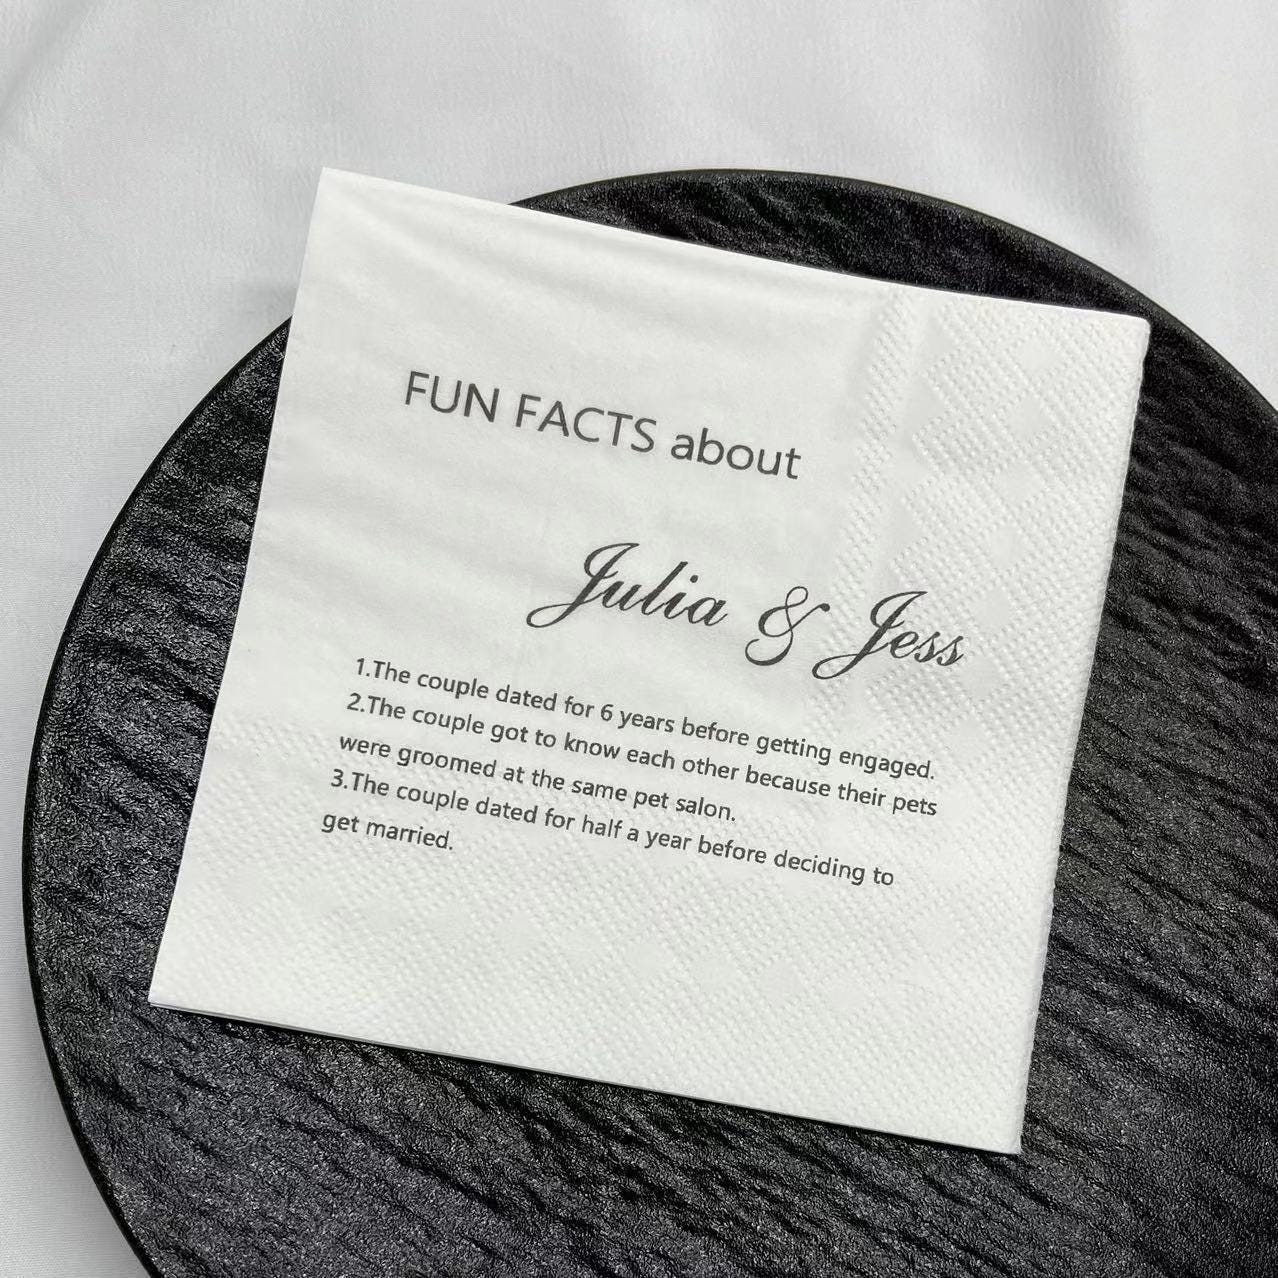 FUN FACTS about
Julia & Jess
1.The couple dated for 6 years before getting engaged.
2.The couple got to know each other because their pets
were groomed at the same pet salon.
3.The couple dated for half a year before deciding to
get married.